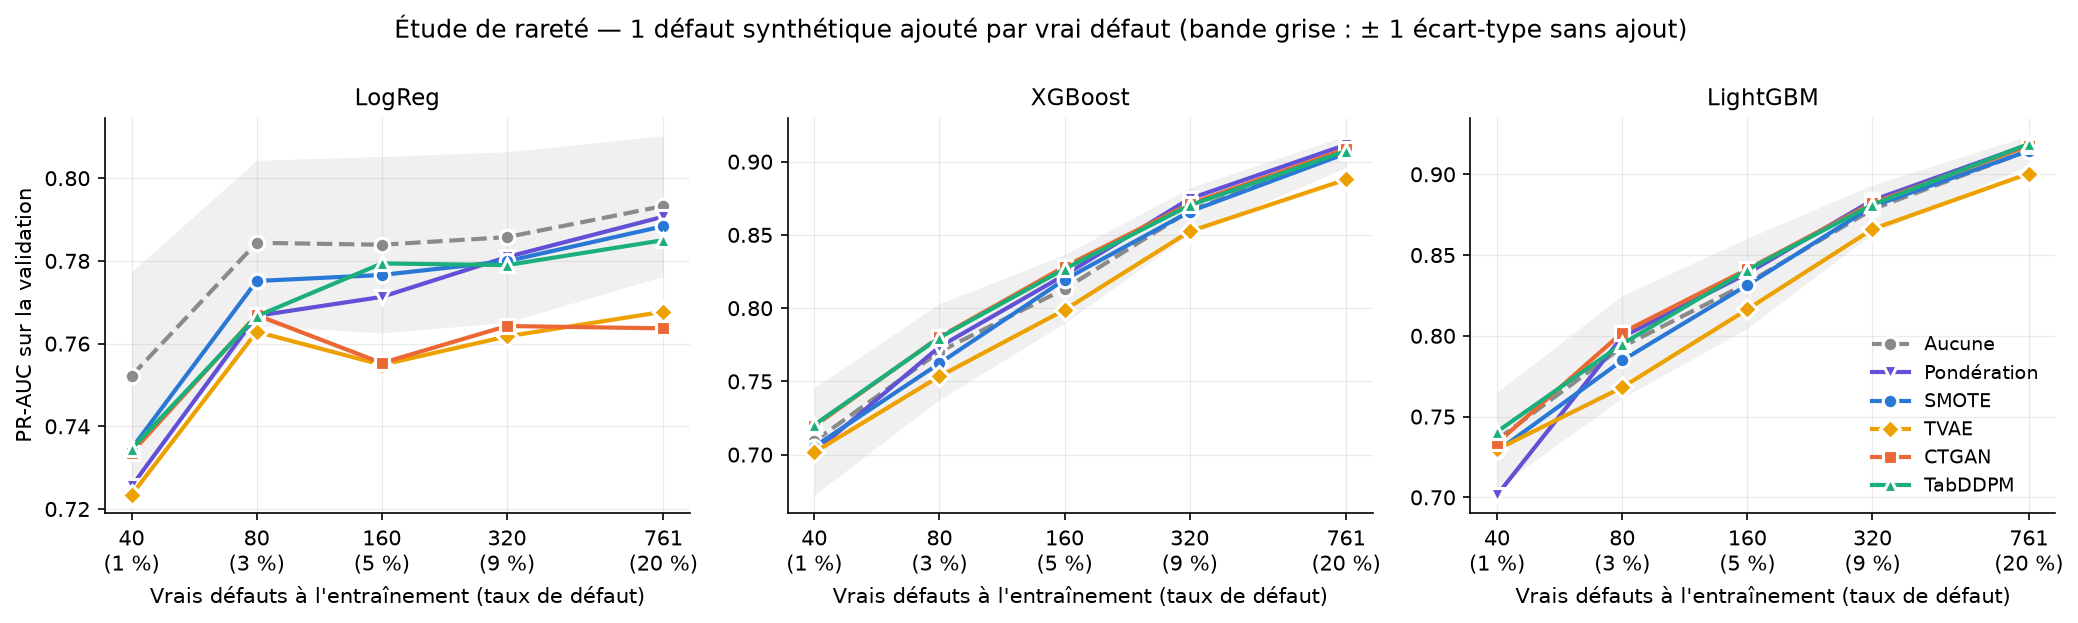 Étude de rareté — 1 défaut synthétique ajouté par vrai défaut (bande grise : ± 1 écart-type sans ajout)
LogReg
XGBoost
LightGBM
PR-AUC sur la validation
0.80
0.78
0.76
0.74
0.72
0.90
0.85
0.80
0.75
0.70
0.90
0.85
0.80
0.75
0.70
Aucune
Pondération
SMOTE
TVAE
CTGAN
TabDDPM
40 80 160 320 761
(1 %) (3 %) (5 %) (9 %) (20 %)
Vrais défauts à l'entraînement (taux de défaut)
40 80 160 320 761
(1 %) (3 %) (5 %) (9 %) (20 %)
Vrais défauts à l'entraînement (taux de défaut)
40 80 160 320 761
(1 %) (3 %) (5 %) (9 %) (20 %)
Vrais défauts à l'entraînement (taux de défaut)